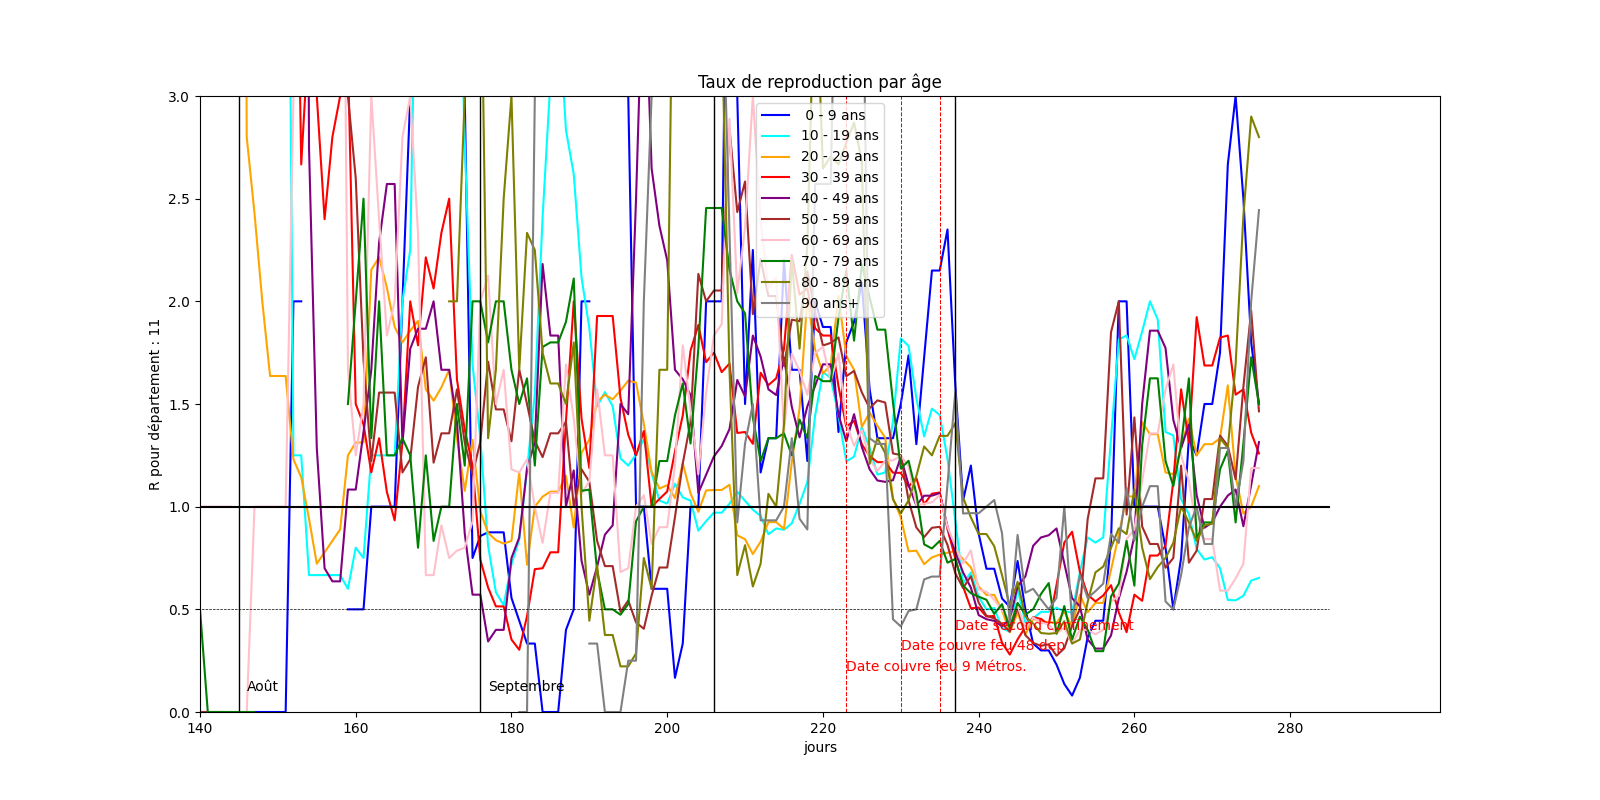 Taux de reproduction par âge
3.0
2.5
2.0
1.5
1.0
0.5
0.0
R pour département : 11
0 - 9 ans
10 - 19 ans
20 - 29 ans
30 - 39 ans
40 - 49 ans
50 - 59 ans
60 - 69 ans
70 - 79 ans
80 - 89 ans
90 ans+
Date second confinement
Date couvre feu 48 dep
Date couvre feu 9 Métros.
Août
Septembre
140 160 180 200 220 240 260 280
jours